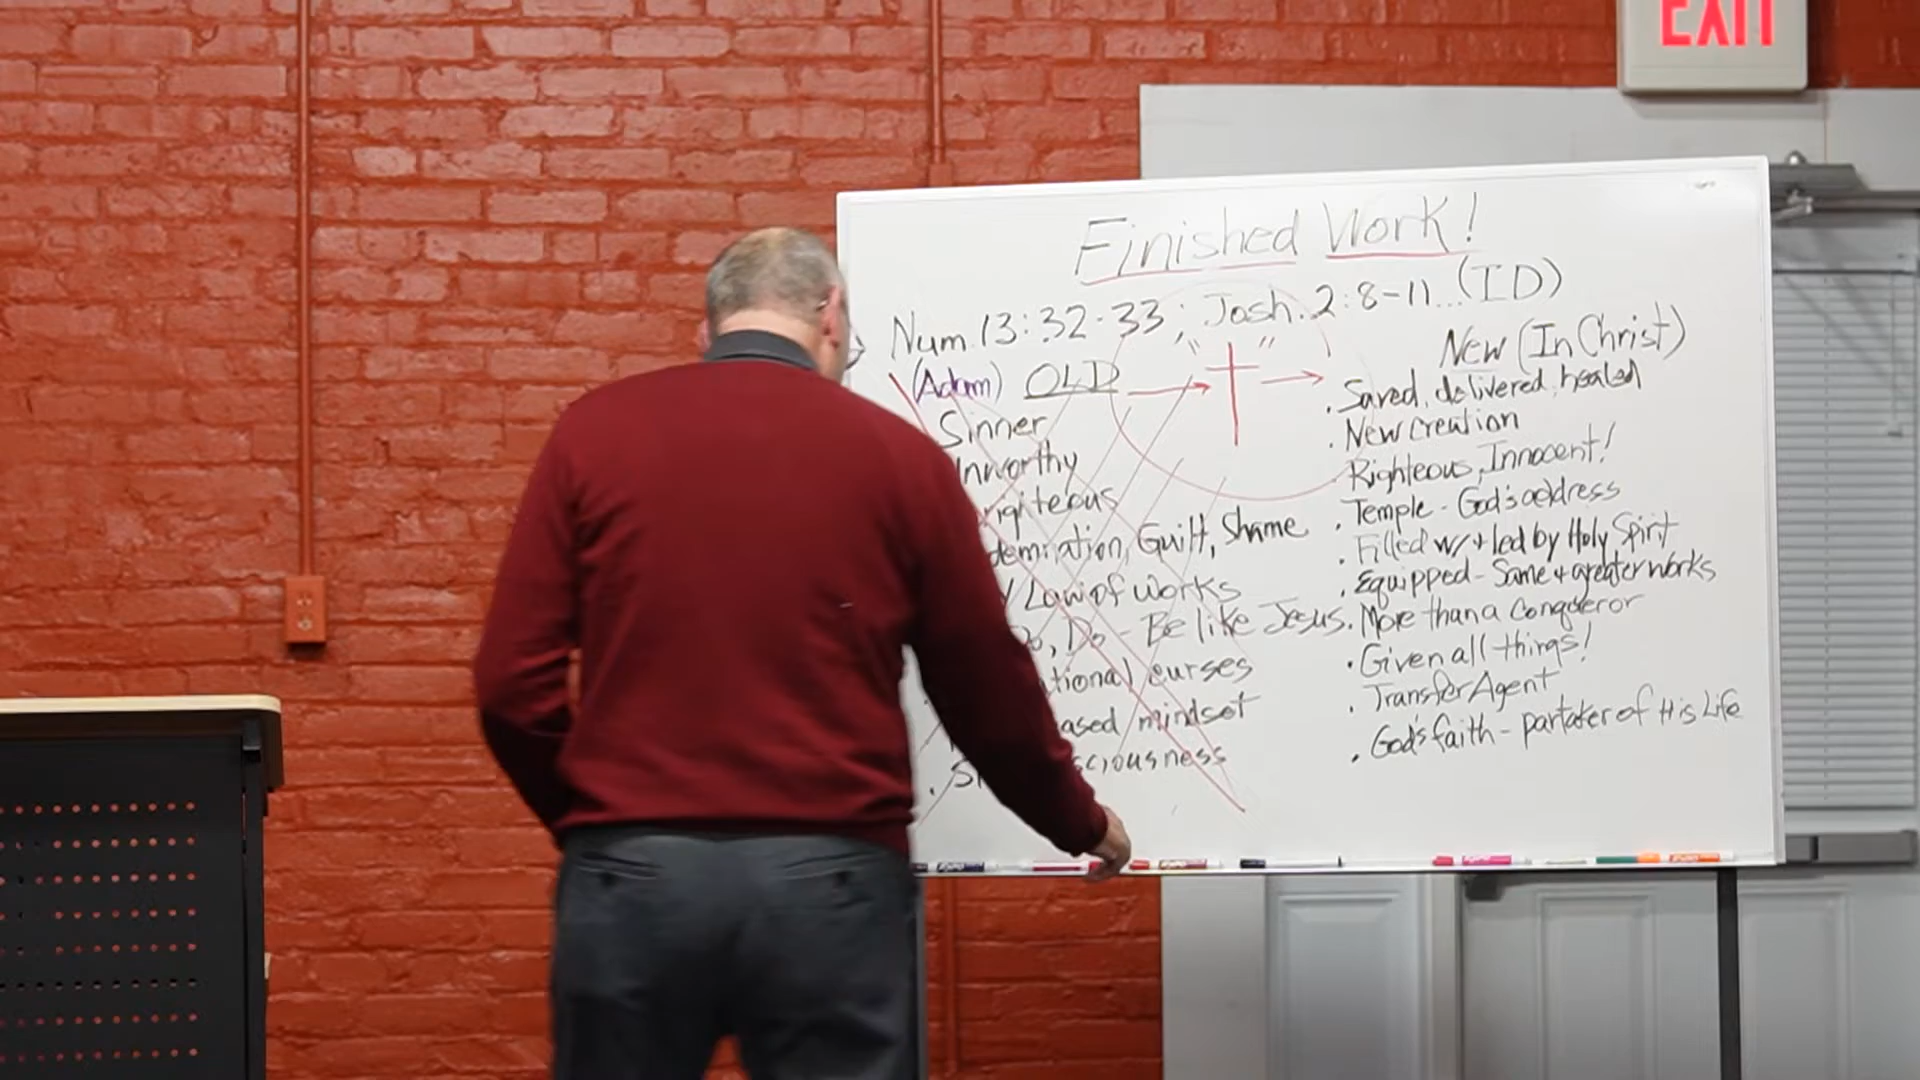 EXIT
Finished Work!
Num. 13:32-33; Josh. 2:8-11... (ID)
(Adam) OLD
Sinner
nworthy
righteous
demnation, Guilt, Shame
/ Law of Works
Do, Do - Be like Jesus
tional curses
ased mindset
. S sciousness
" "
New (In Christ)
. Saved, delivered, healed
. New creation
Righteous, Innocent!
. Temple - God's address
. Filled w/ + led by Holy Spirit
. Equipped - Same + greater works
. More than a conqueror
. Given all things!
. Transfer Agent
. God's faith - partaker of His Life
EXPO